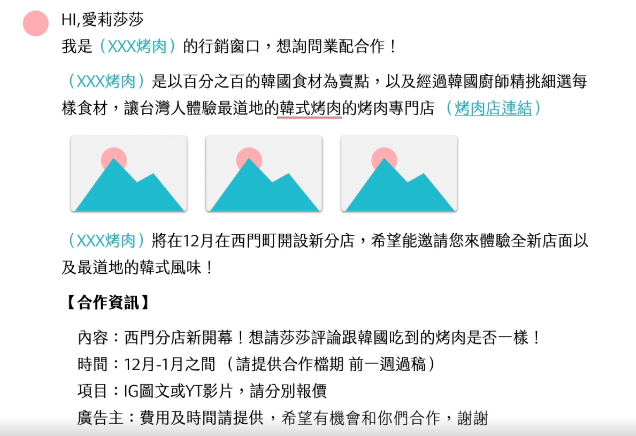 HI,愛莉莎莎
我是（XXX烤肉）的行銷窗口，想詢問業配合作！
（XXX烤肉）是以百分之百的韓國食材為賣點，以及經過韓國廚師精挑細選每
樣食材，讓台灣人體驗最道地的韓式烤肉的烤肉專門店 （烤肉店連結）
（XXX烤肉）將在12月在西門町開設新分店，希望能邀請您來體驗全新店面以
及最道地的韓式風味！
【合作資訊】
內容：西門分店新開幕！想請莎莎評論跟韓國吃到的烤肉是否一樣！
時間：12月-1月之間 （請提供合作檔期 前一週過稿）
項目：IG圖文或YT影片，請分別報價
廣告主：費用及時間請提供，希望有機會和你們合作，謝謝